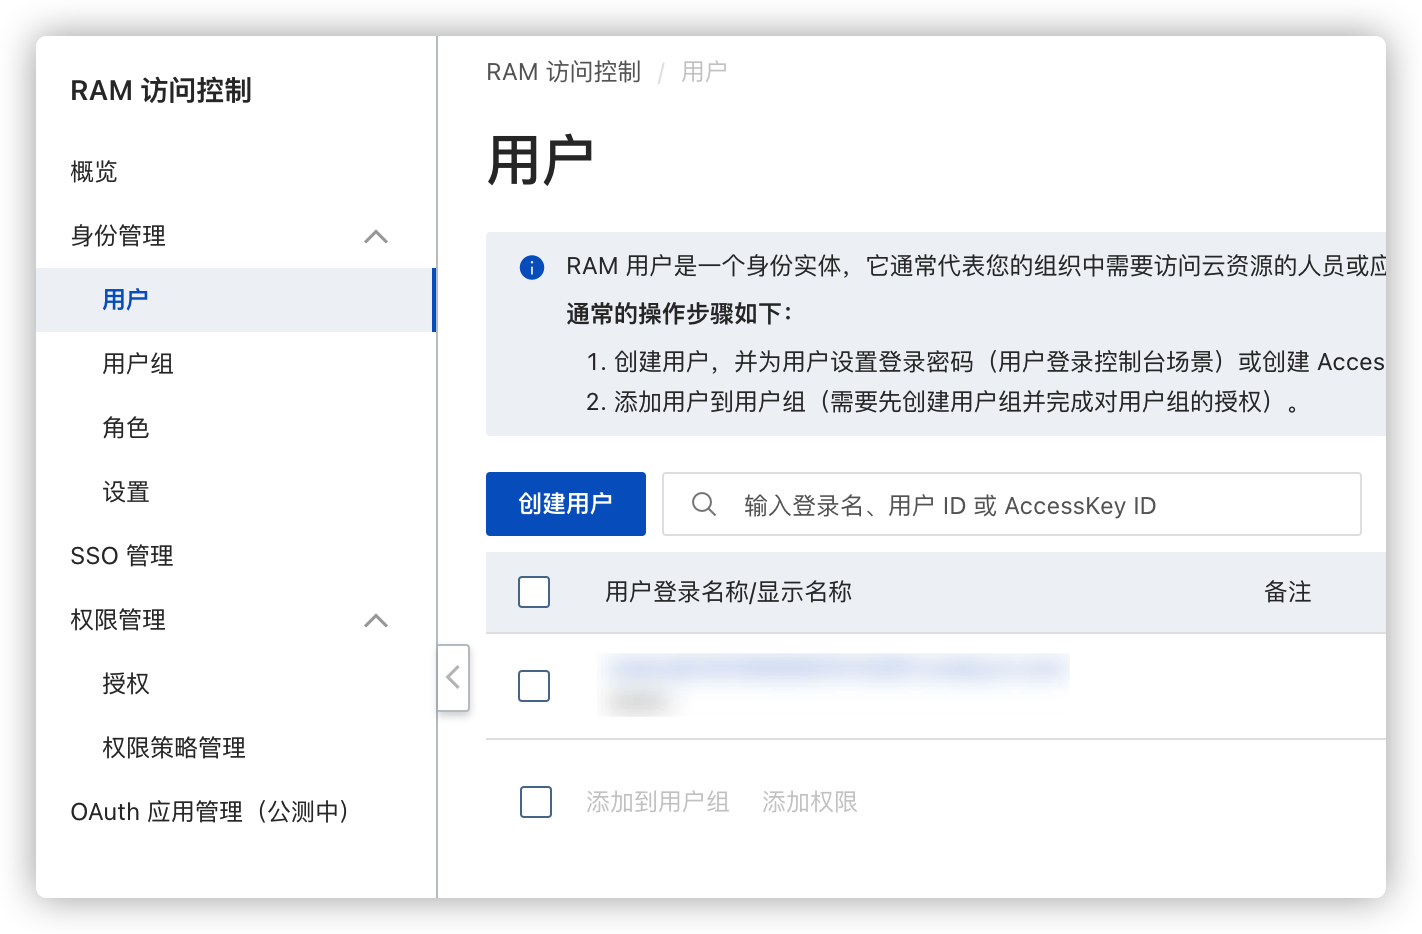 RAM 访问控制
概览
身份管理
用户
用户组
角色
设置
SSO 管理
权限管理
授权
权限策略管理
OAuth 应用管理（公测中）
RAM 访问控制 / 用户
用户
RAM 用户是一个身份实体，它通常代表您的组织中需要访问云资源的人员或应
通常的操作步骤如下：
1. 创建用户，并为用户设置登录密码（用户登录控制台场景）或创建 Acces
2. 添加用户到用户组（需要先创建用户组并完成对用户组的授权）。
创建用户
输入登录名、用户 ID 或 AccessKey ID
用户登录名称/显示名称 备注
添加到用户组 添加权限